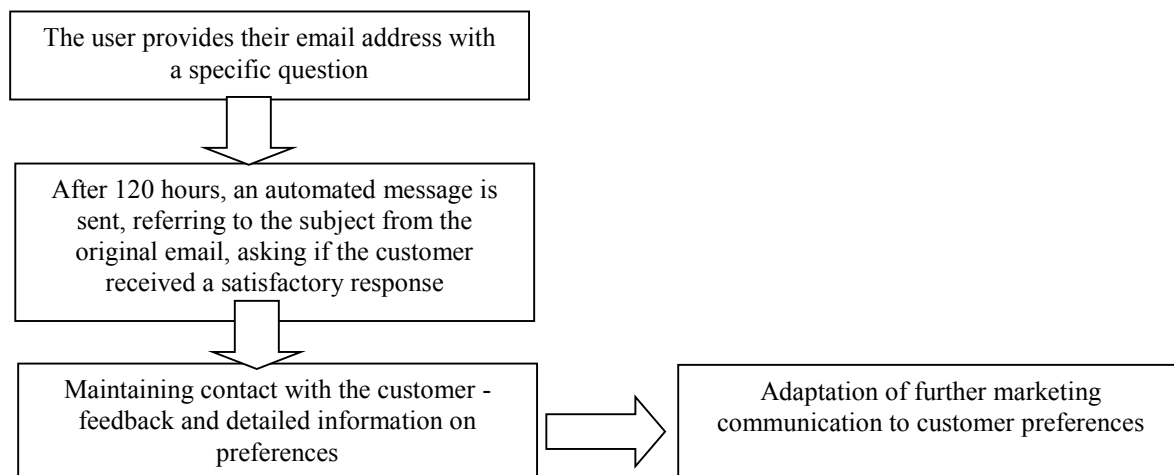 The user provides their email address with
a specific question
After 120 hours, an automated message is
sent, referring to the subject from the
original email, asking if the customer
received a satisfactory response
Maintaining contact with the customer -
feedback and detailed information on
preferences
Adaptation of further marketing
communication to customer preferences